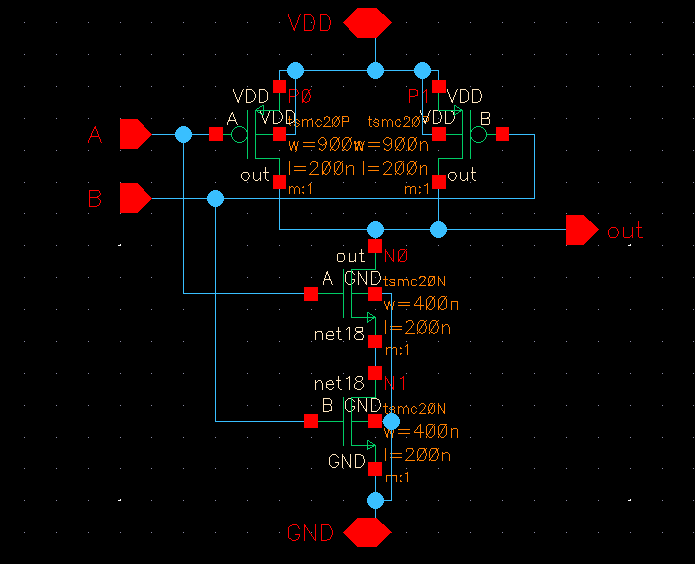 VDD
VDD
P0
P1
VDD
A
A
VDD
tsmc20P
tsmc20P
VDD
B
w=900n
w=900n
l=200n
l=200n
out
m:1
m:1
out
B
out
out
N0
A
GND
tsmc20N
w=400n
l=200n
net18
m:1
net18
N1
B
GND
tsmc20N
w=400n
l=200n
GND
m:1
GND